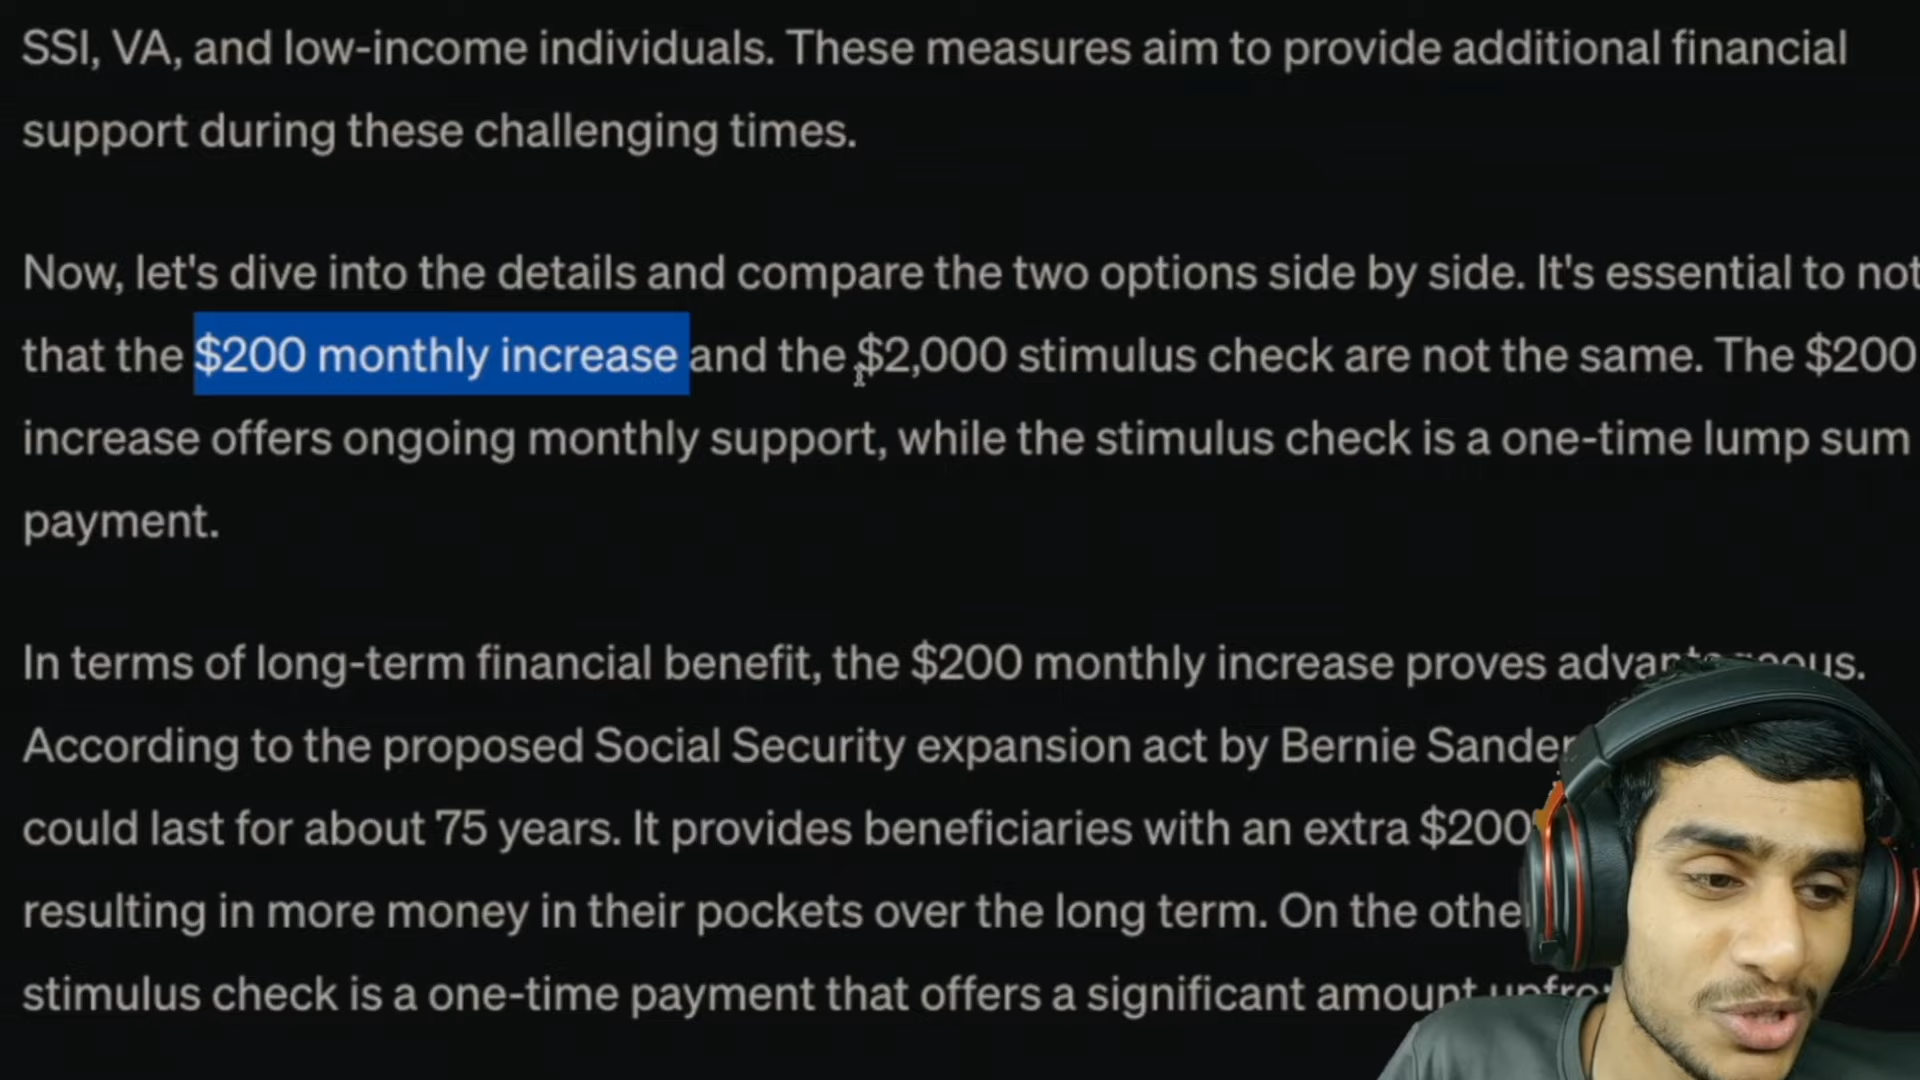 SSI, VA, and low-income individuals. These measures aim to provide additional financial
support during these challenging times.
Now, let's dive into the details and compare the two options side by side. It's essential to not
that the $200 monthly increase and the $2,000 stimulus check are not the same. The $200
increase offers ongoing monthly support, while the stimulus check is a one-time lump sum
payment.
In terms of long-term financial benefit, the $200 monthly increase proves advantageous.
According to the proposed Social Security expansion act by Bernie Sander
could last for about 75 years. It provides beneficiaries with an extra $200
resulting in more money in their pockets over the long term. On the othe
stimulus check is a one-time payment that offers a significant amount upfro